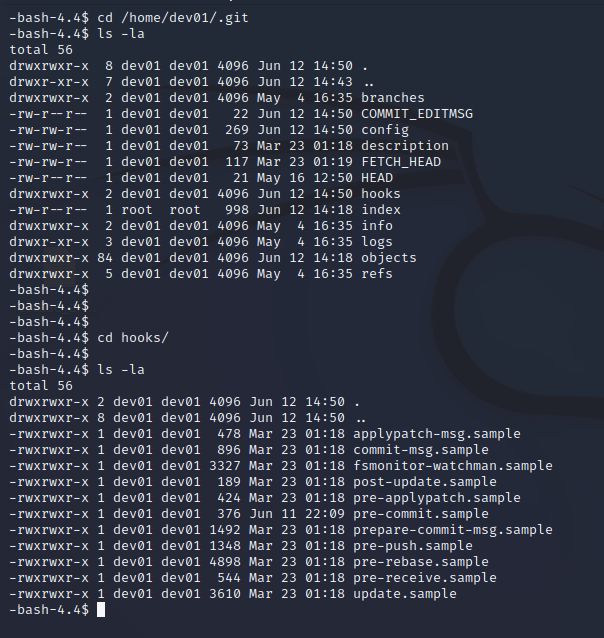 -bash-4.4$ cd /home/dev01/.git
-bash-4.4$ ls -la
total 56
drwxrwxr-x  8 dev01 dev01 4096 Jun 12 14:50 .
drwxr-xr-x  7 dev01 dev01 4096 Jun 12 14:43 ..
drwxrwxr-x  2 dev01 dev01 4096 May  4 16:35 branches
-rw-r--r--  1 dev01 dev01   22 Jun 12 14:50 COMMIT_EDITMSG
-rw-rw-r--  1 dev01 dev01  269 Jun 12 14:50 config
-rw-rw-r--  1 dev01 dev01   73 Mar 23 01:18 description
-rw-rw-r--  1 dev01 dev01  117 Mar 23 01:19 FETCH_HEAD
-rw-rw-r--  1 dev01 dev01   21 May 16 12:50 HEAD
drwxrwxr-x  2 dev01 dev01 4096 Jun 12 14:50 hooks
-rw-r--r--  1 root  root   998 Jun 12 14:18 index
drwxrwxr-x  2 dev01 dev01 4096 May  4 16:35 info
drwxr-xr-x  3 dev01 dev01 4096 May  4 16:35 logs
drwxrwxr-x 84 dev01 dev01 4096 Jun 12 14:18 objects
drwxrwxr-x  5 dev01 dev01 4096 May  4 16:35 refs
-bash-4.4$
-bash-4.4$
-bash-4.4$
-bash-4.4$ cd hooks/
-bash-4.4$
-bash-4.4$ ls -la
total 56
drwxrwxr-x 2 dev01 dev01 4096 Jun 12 14:50 .
drwxrwxr-x 8 dev01 dev01 4096 Jun 12 14:50 ..
-rwxrwxr-x 1 dev01 dev01  478 Mar 23 01:18 applypatch-msg.sample
-rwxrwxr-x 1 dev01 dev01  896 Mar 23 01:18 commit-msg.sample
-rwxrwxr-x 1 dev01 dev01 3327 Mar 23 01:18 fsmonitor-watchman.sample
-rwxrwxr-x 1 dev01 dev01  189 Mar 23 01:18 post-update.sample
-rwxrwxr-x 1 dev01 dev01  424 Mar 23 01:18 pre-applypatch.sample
-rwxrwxr-x 1 dev01 dev01  376 Jun 11 22:09 pre-commit.sample
-rwxrwxr-x 1 dev01 dev01 1492 Mar 23 01:18 prepare-commit-msg.sample
-rwxrwxr-x 1 dev01 dev01 1348 Mar 23 01:18 pre-push.sample
-rwxrwxr-x 1 dev01 dev01 4898 Mar 23 01:18 pre-rebase.sample
-rwxrwxr-x 1 dev01 dev01  544 Mar 23 01:18 pre-receive.sample
-rwxrwxr-x 1 dev01 dev01 3610 Mar 23 01:18 update.sample
-bash-4.4$